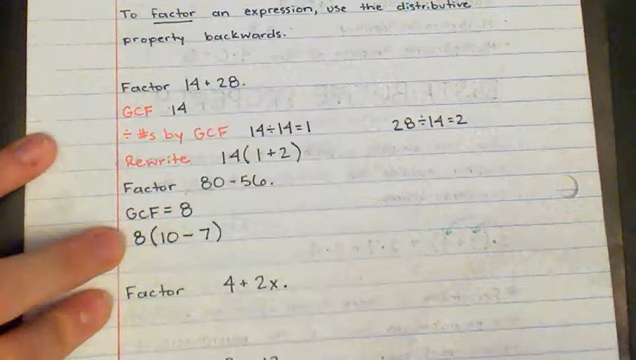 To factor an expression, use the distributive
property backwards.
Factor 14 + 28.
GCF 14
÷ #s by GCF 14÷14=1 28÷14=2
Rewrite 14(1+2)
Factor 80-56.
GCF = 8
8(10-7)
Factor 4 + 2x.